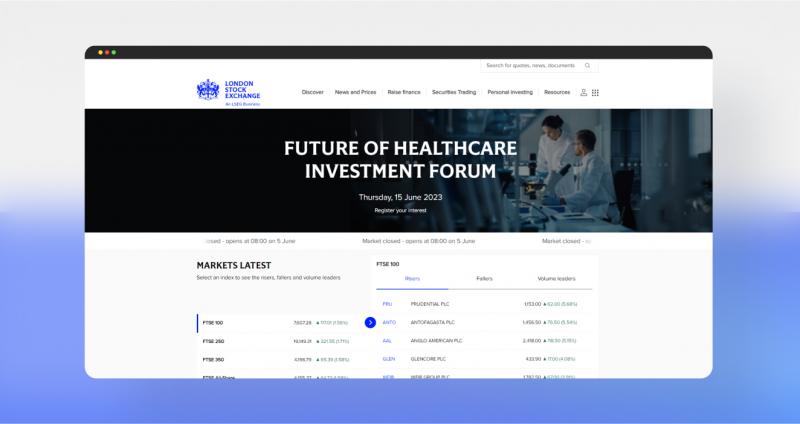 Search for quotes, news, documents
LONDON
STOCK
EXCHANGE
An LSEG Business
Discover
News and Prices
Raise finance
Securities Trading
Personal investing
Resources
FUTURE OF HEALTHCARE
INVESTMENT FORUM
Thursday, 15 June 2023
Register your interest
closed - opens at 08:00 on 5 June
Market closed - opens at 08:00 on 5 June
Market closed - op
MARKETS LATEST
Select an index to see the risers, fallers and volume leaders
FTSE 100 7,607.28 ▲ 117.01 (1.56%)
FTSE 250 19,149.31 ▲ 321.55 (1.71%)
FTSE 350 4,196.79 ▲ 65.39 (1.58%)
FTSE All-Share
FTSE 100
Risers Fallers Volume leaders
PRU PRUDENTIAL PLC 1,153.00 ▲ 62.00 (5.68%)
ANTO ANTOFAGASTA PLC 1,456.50 ▲ 76.50 (5.54%)
AAL ANGLO AMERICAN PLC 2,418.00 ▲ 118.50 (5.15%)
GLEN GLENCORE PLC 433.90 ▲ 17.00 (4.08%)
WEIR WEIR GROUP PLC